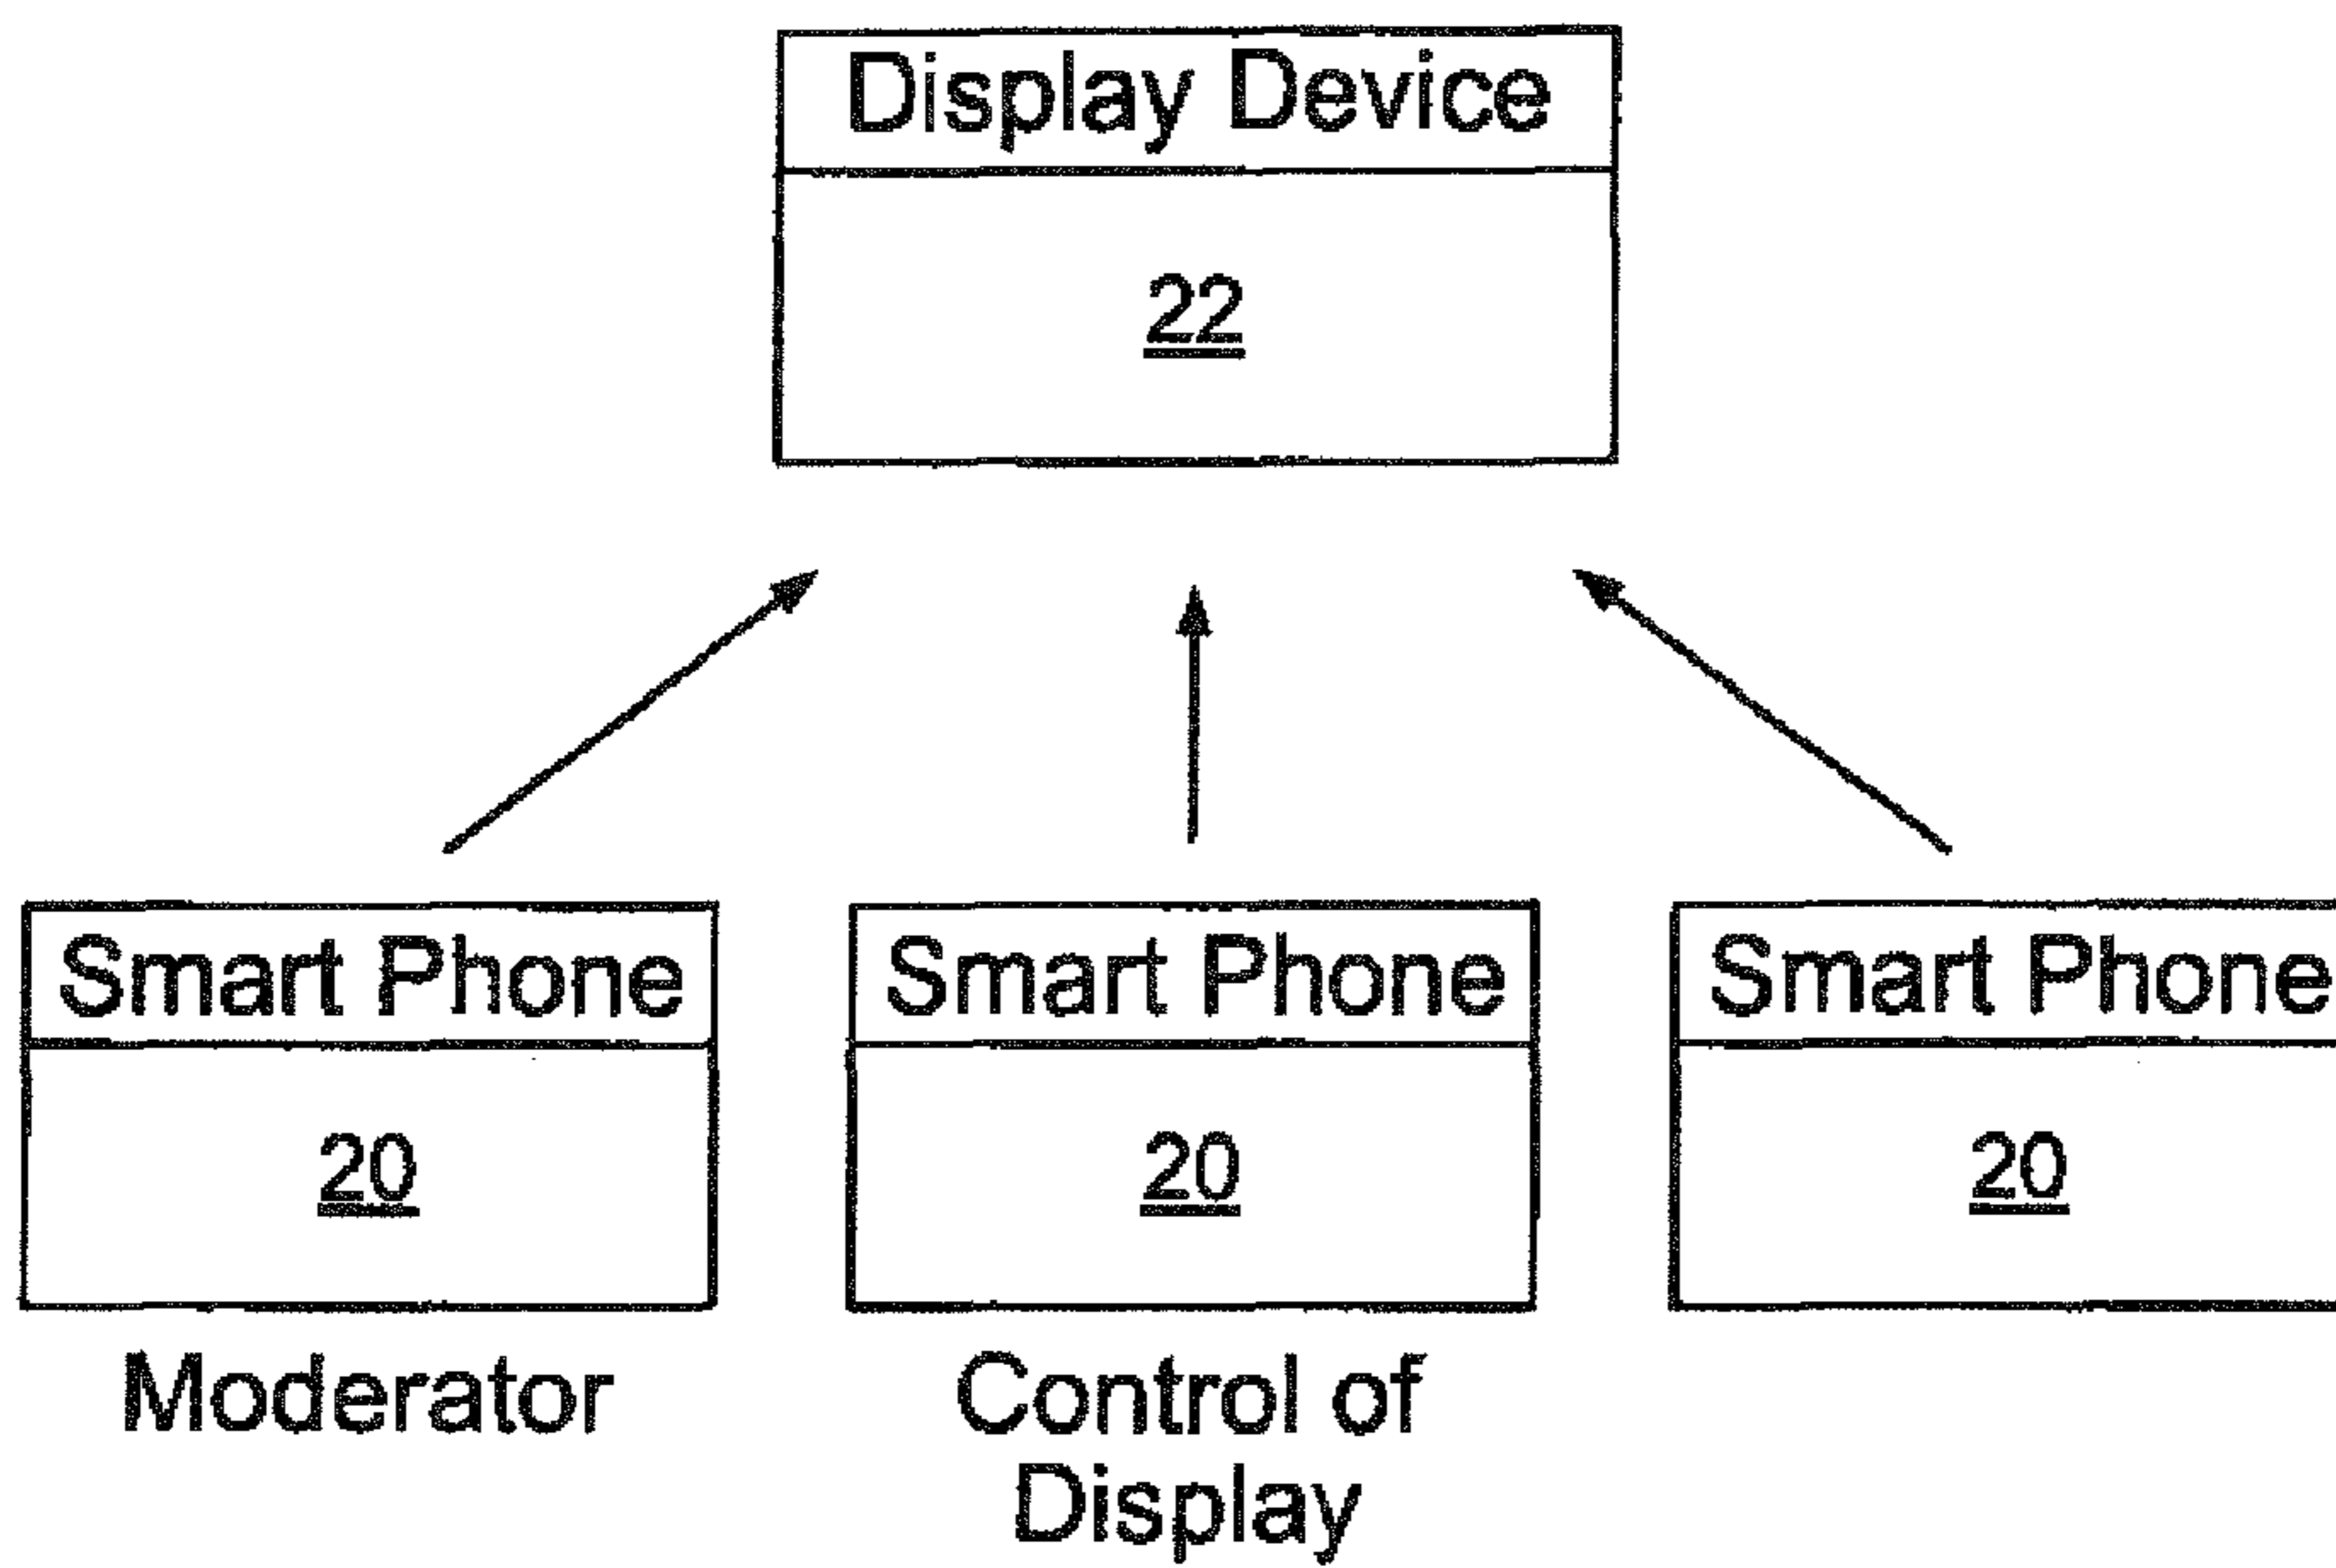 Display Device
22
Smart Phone Smart Phone Smart Phone
20 20 20
Moderator Control of
Display